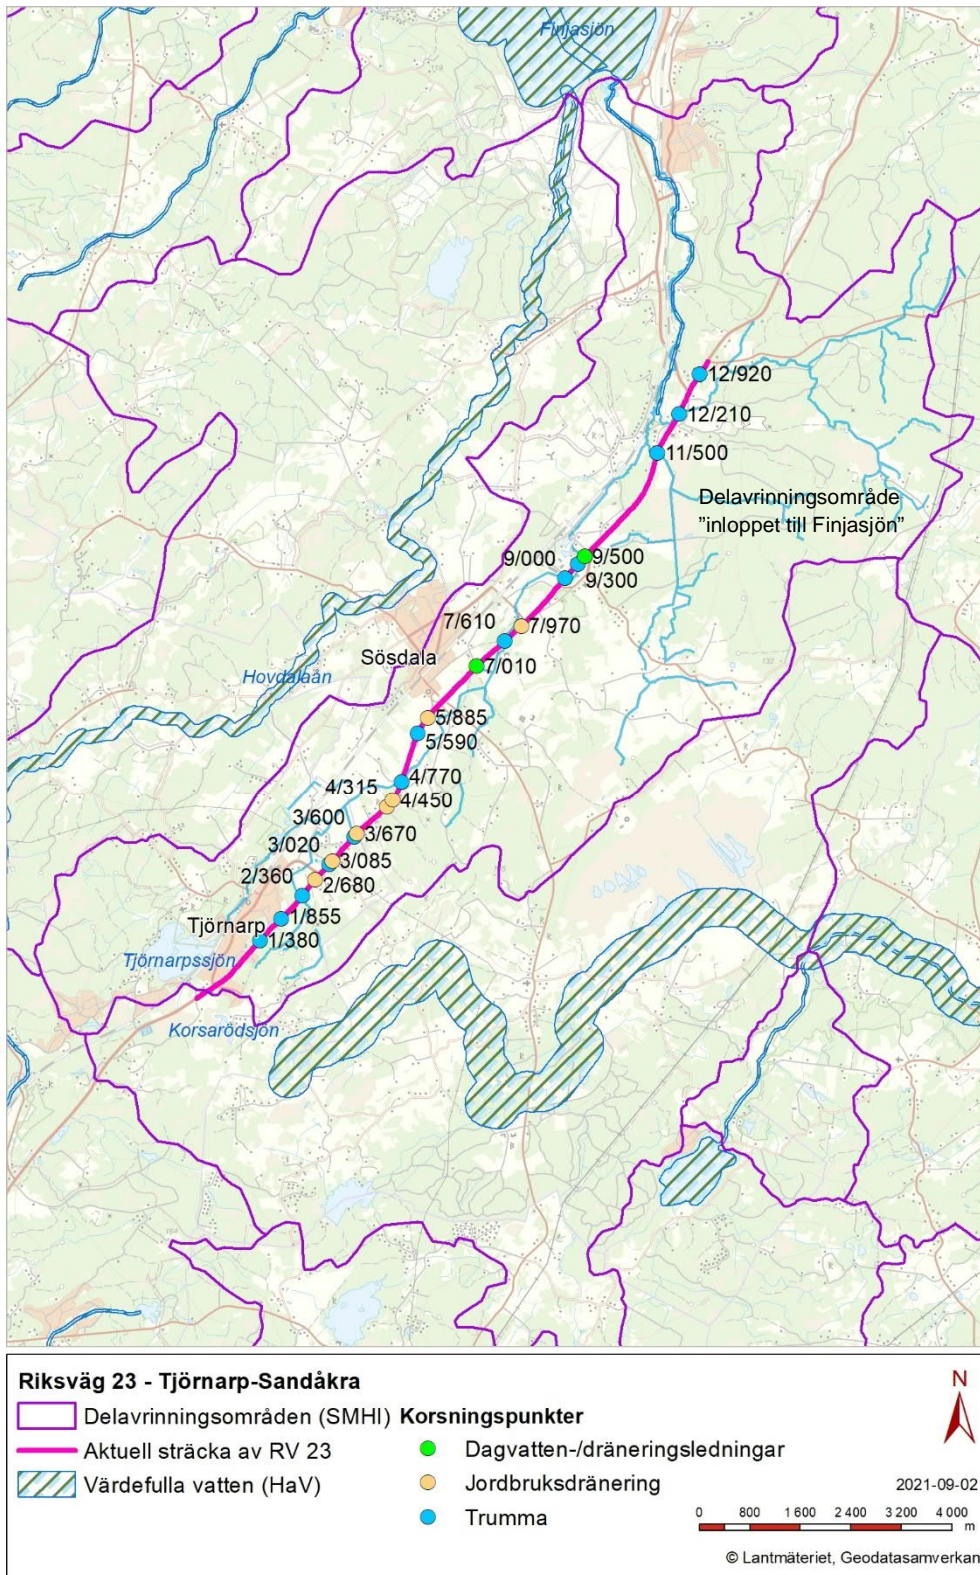 Finjasjön
12/920
12/210
11/500
Delavrinningsområde
"inloppet till Finjasjön"
9/000
9/500
9/300
7/610
7/970
Sösdala
7/010
Hovdalaån
5/885
5/590
4/315
4/770
4/450
3/600
3/670
3/020
3/085
2/360
2/680
1/855
Tjörnarp
1/380
Tjörnarpssjön
Korsarödsjön
Riksväg 23 - Tjörnarp-Sandåkra
N
Delavrinningsområden (SMHI)
Korsningspunkter
Aktuell sträcka av RV 23
Dagvatten-/dräneringsledningar
Värdefulla vatten (HaV)
Jordbruksdränering
2021-09-02
Trumma
0 800 1 600 2 400 3 200 4 000
m
© Lantmäteriet, Geodatasamverkan